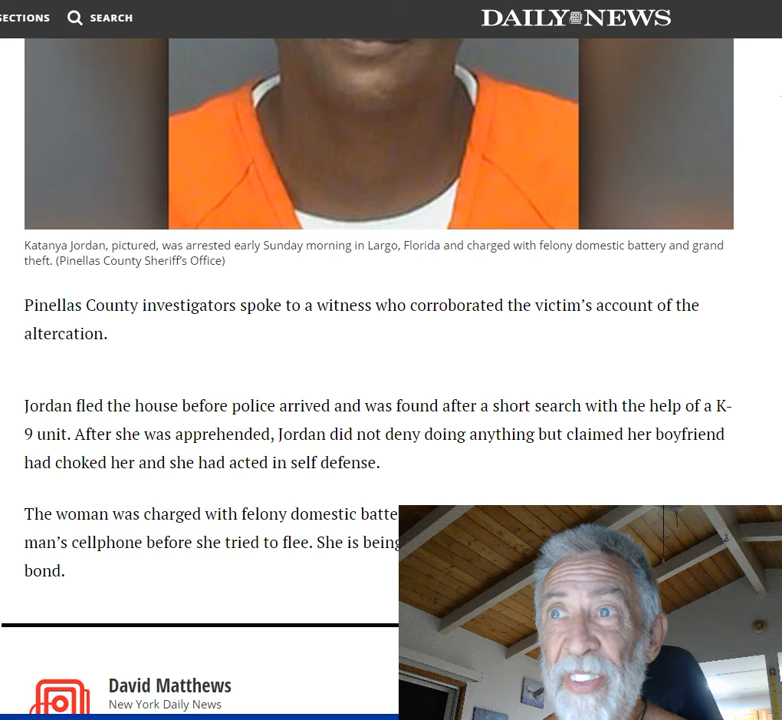 SECTIONS SEARCH DAILY NEWS
Katanya Jordan, pictured, was arrested early Sunday morning in Largo, Florida and charged with felony domestic battery and grand
theft. (Pinellas County Sheriff's Office)
Pinellas County investigators spoke to a witness who corroborated the victim's account of the
altercation.
Jordan fled the house before police arrived and was found after a short search with the help of a K-
9 unit. After she was apprehended, Jordan did not deny doing anything but claimed her boyfriend
had choked her and she had acted in self defense.
The woman was charged with felony domestic batte
man's cellphone before she tried to flee. She is being
bond.
David Matthews
New York Daily News